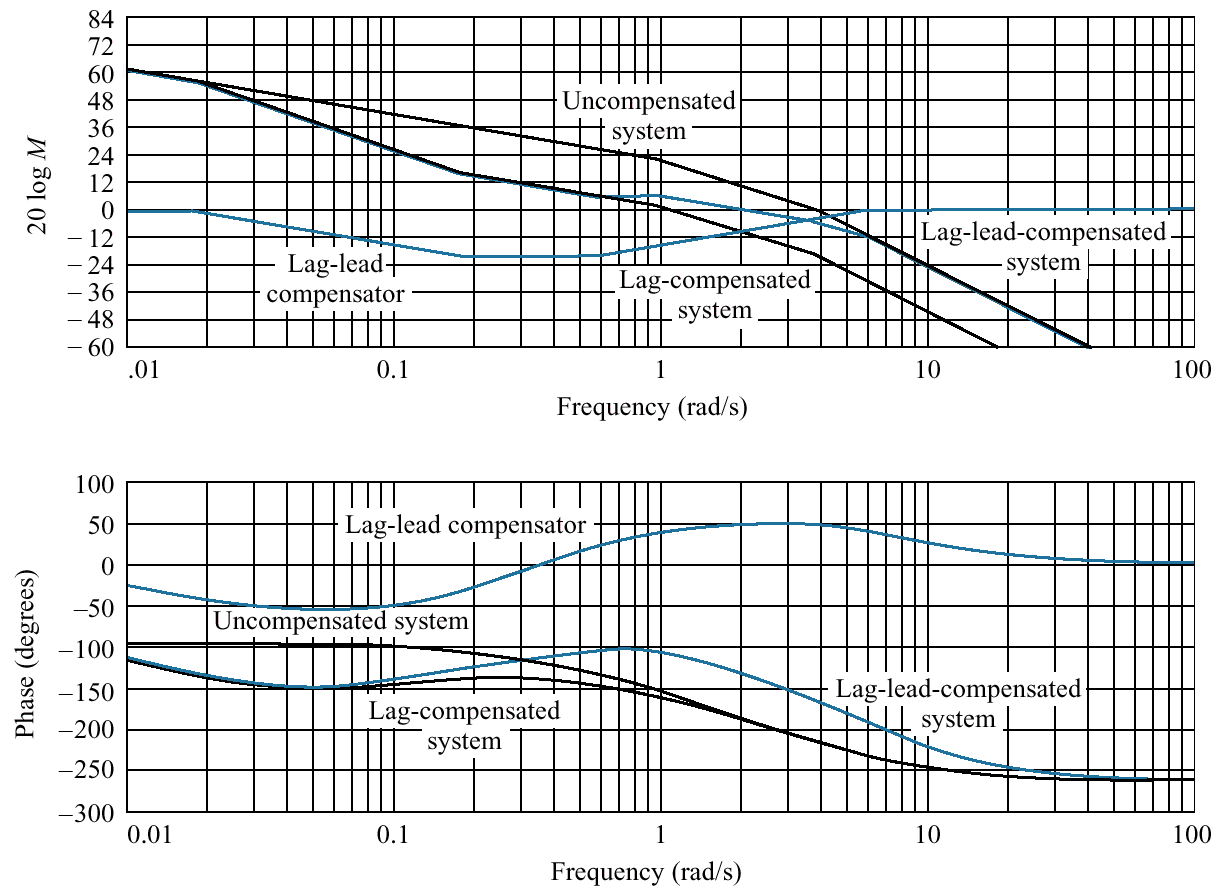 84
72
60
48
36
24
12
0
−12
−24
−36
−48
−60
20 log M
Uncompensated
system
Lag-lead
compensator
Lag-compensated
system
Lag-lead-compensated
system
.01
0.1
1
10
100
Frequency (rad/s)
100
50
0
−50
−100
−150
−200
−250
−300
Phase (degrees)
Lag-lead compensator
Uncompensated system
Lag-compensated
system
Lag-lead-compensated
system
0.01
0.1
1
10
100
Frequency (rad/s)